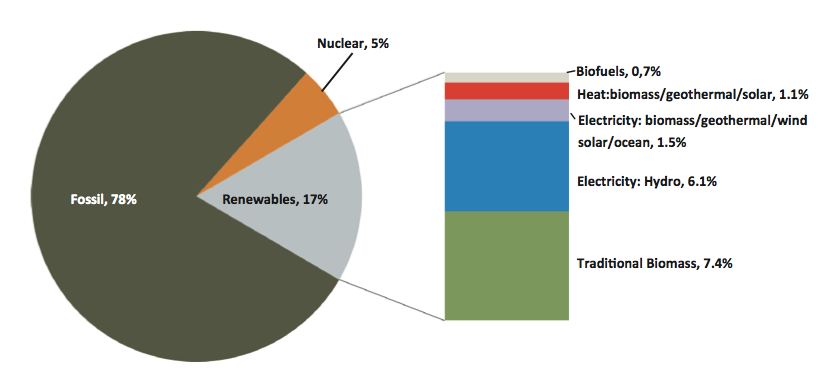 Nuclear, 5%
Fossil, 78%
Renewables, 17%
Biofuels, 0,7%
Heat:biomass/geothermal/solar, 1.1%
Electricity: biomass/geothermal/wind
solar/ocean, 1.5%
Electricity: Hydro, 6.1%
Traditional Biomass, 7.4%